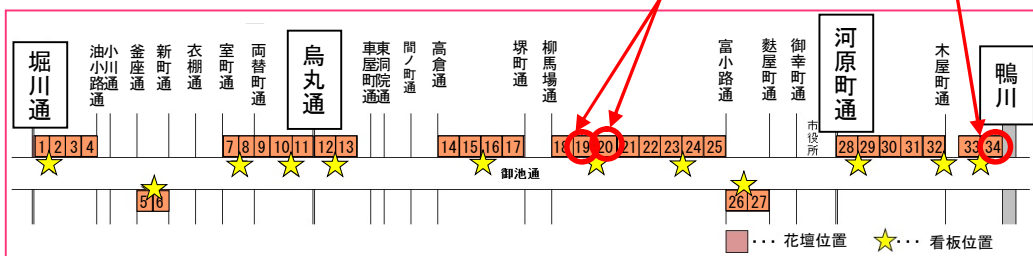 堀川通
油小路通
小川通
釜座通
新町通
衣棚通
室町通
両替町通
烏丸通
車屋町通
東洞院通
間ノ町通
高倉通
堺町通
柳馬場通
富小路通
麩屋町通
御幸町通
市役所
河原町通
木屋町通
鴨川
1 2 3 4
7 8 9 10 11 12 13
14 15 16 17
18 19 20 21 22 23 24 25
28 29 30 31 32
33 34
御池通
5 6
26 27
･･･ 花壇位置
･･･ 看板位置